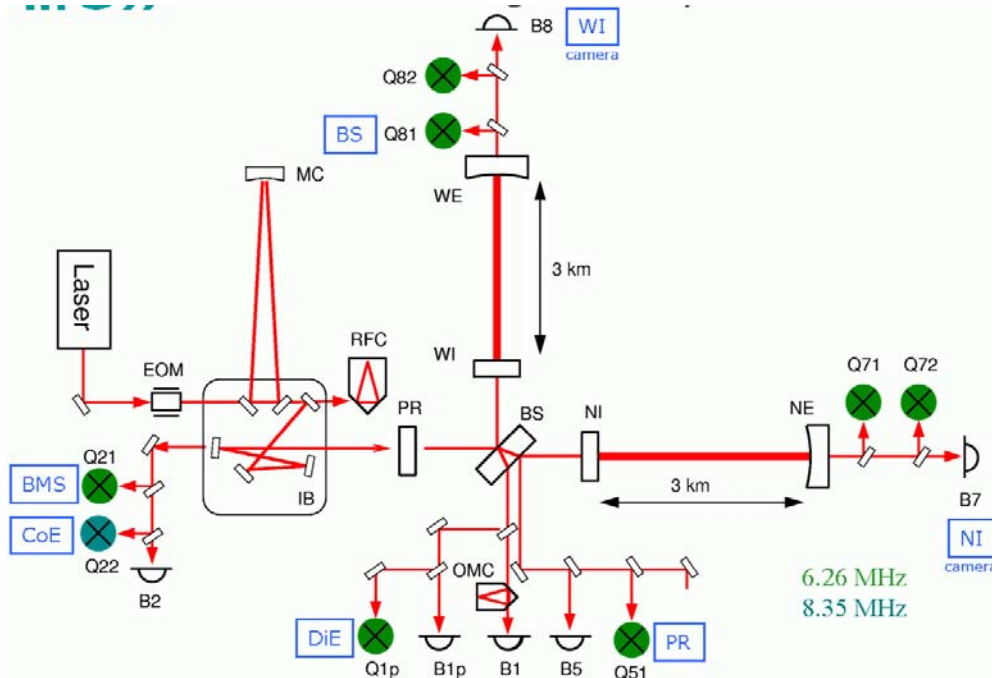 B8
WI
camera
Q82
BS
Q81
MC
WE
3 km
Laser
RFC
WI
EOM
PR
BS
NI
Q71
Q72
NE
Q21
BMS
IB
3 km
B7
CoE
Q22
OMC
NI
camera
B2
6.26 MHz
8.35 MHz
DiE
PR
Q1p
B1p
B1
B5
Q51